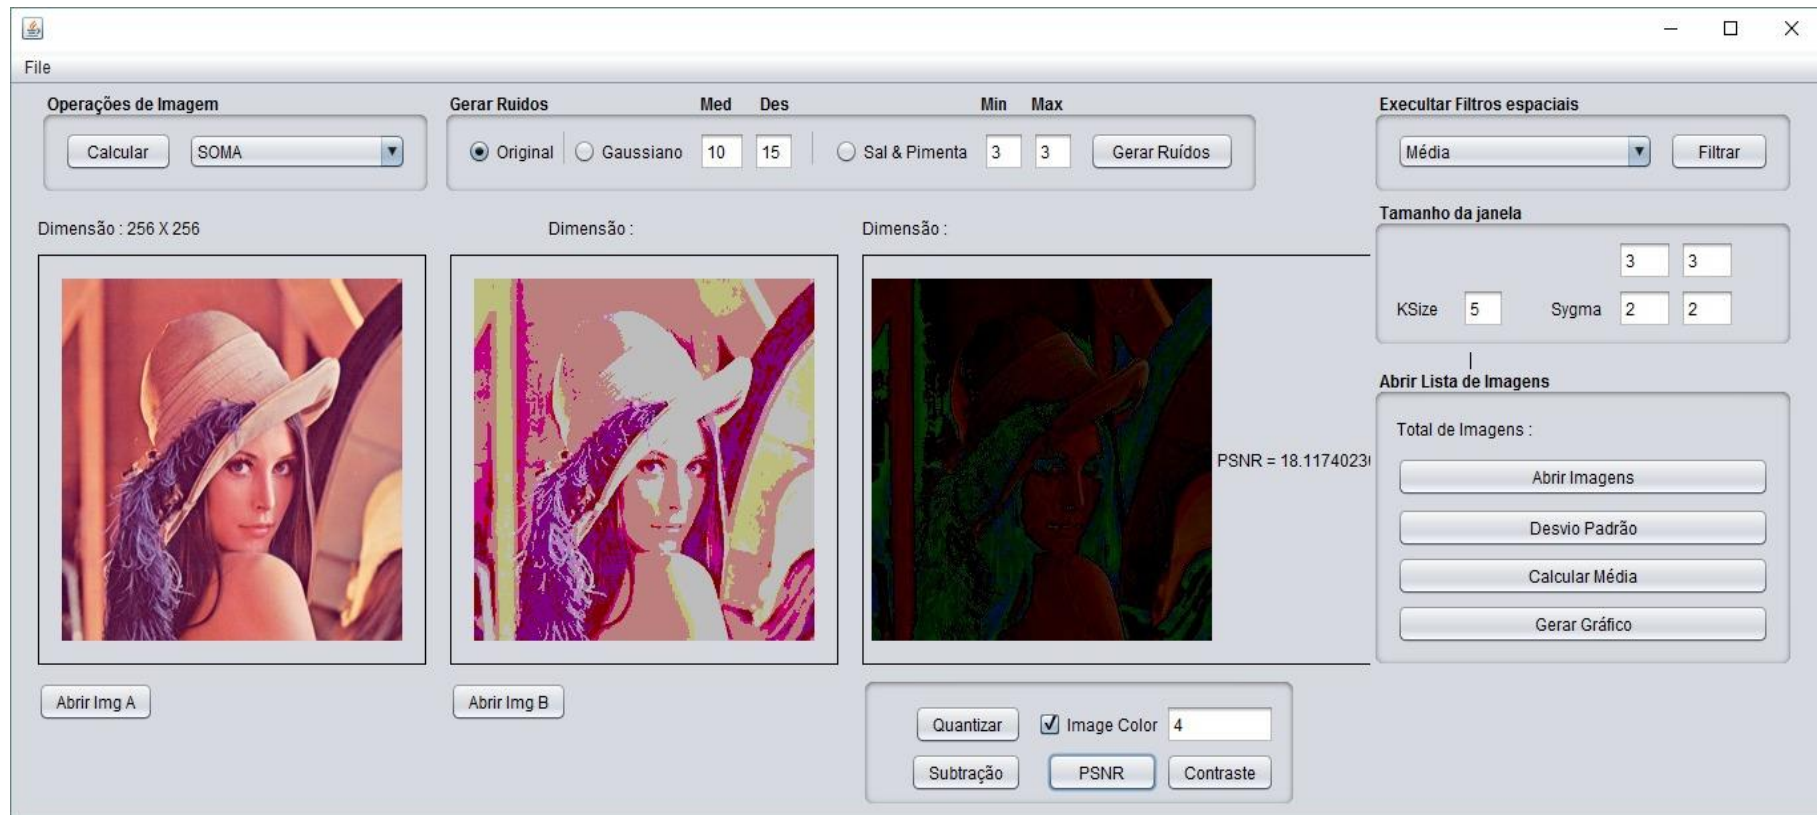 File
Operações de Imagem
Calcular SOMA
Gerar Ruidos Med Des Min Max
Original Gaussiano 10 15 Sal & Pimenta 3 3 Gerar Ruídos
Execultar Filtros espaciais
Média Filtrar
Dimensão : 256 X 256
Dimensão :
Dimensão :
Tamanho da janela
3 3
KSize 5 Sygma 2 2
PSNR = 18.1174023
Abrir Lista de Imagens
Total de Imagens :
Abrir Imagens
Desvio Padrão
Calcular Média
Gerar Gráfico
Abrir Img A
Abrir Img B
Quantizar Image Color 4
Subtração PSNR Contraste